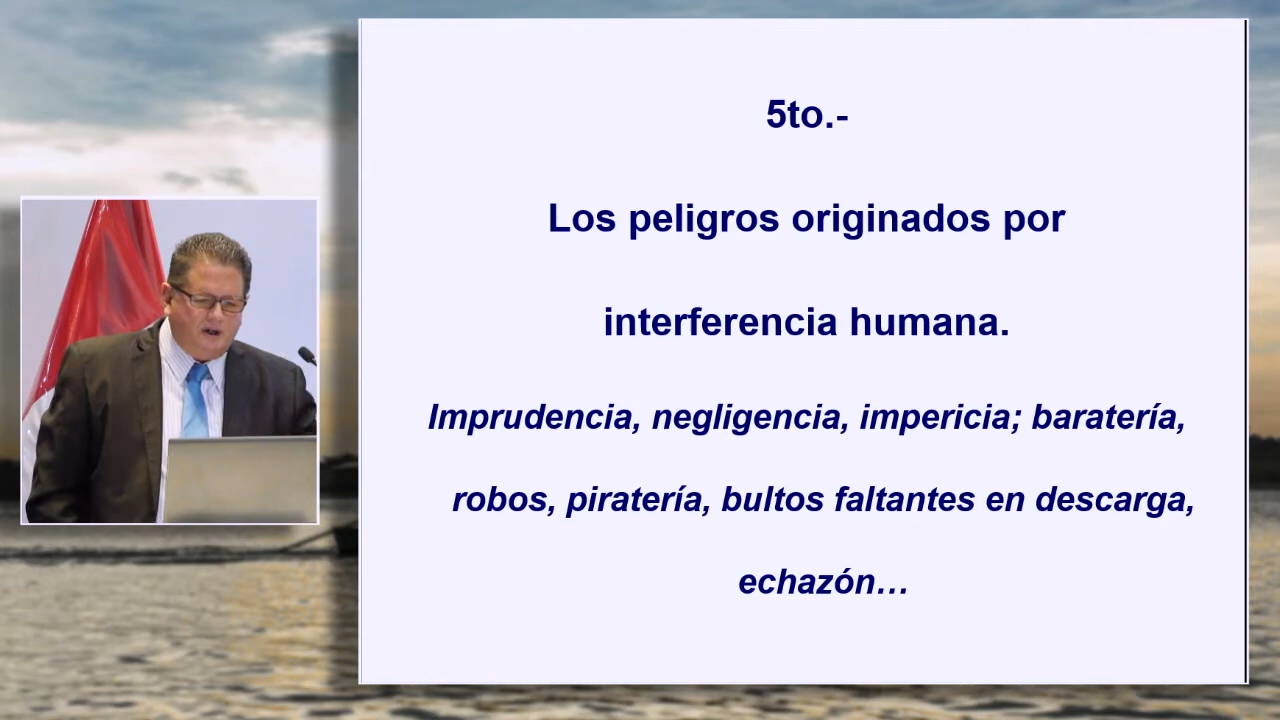 5to.-
Los peligros originados por
interferencia humana.
Imprudencia, negligencia, impericia; baratería,
robos, piratería, bultos faltantes en descarga,
echazón…